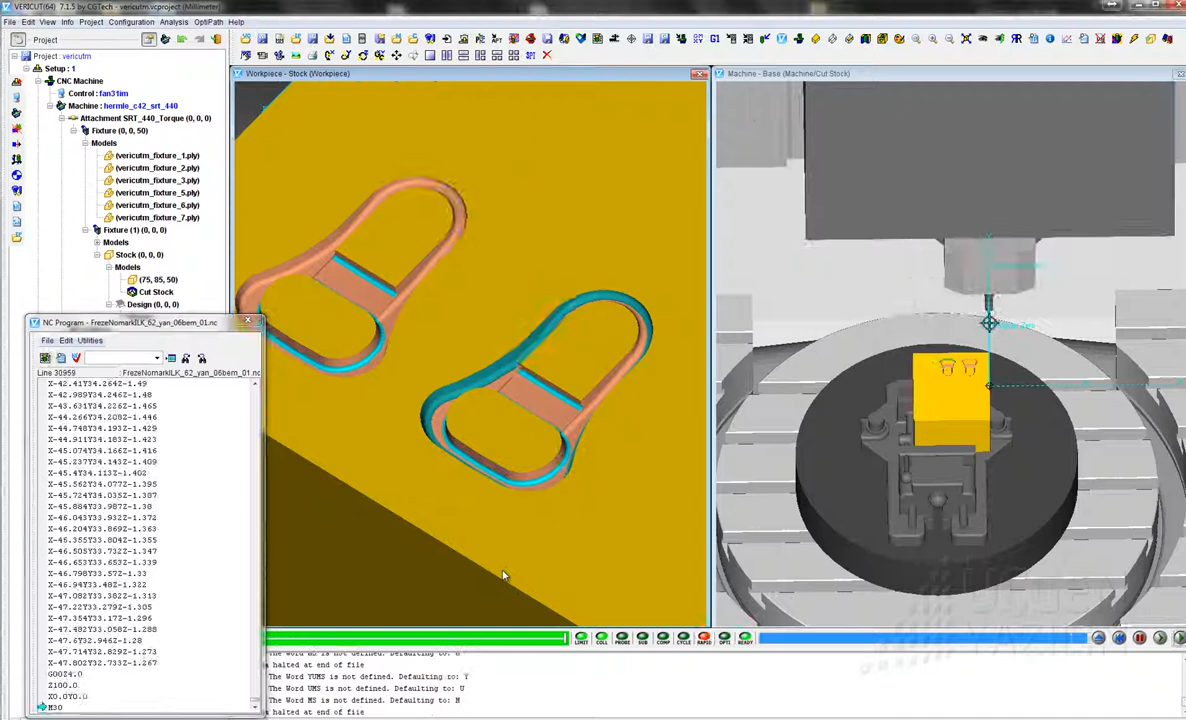 VERICUT(64) 7.1.5 by CGTech - vericutm.vcproject (Millimeter)
File Edit View Info Project Configuration Analysis OptiPath Help
Project
Project : vericutm
Setup : 1
CNC Machine
Control : fan31im
Machine : hermle_c42_srt_440
Attachment SRT_440_Torque (0, 0, 0)
Fixture (0, 0, 50)
Models
(vericutm_fixture_1.ply)
(vericutm_fixture_2.ply)
(vericutm_fixture_3.ply)
(vericutm_fixture_5.ply)
(vericutm_fixture_6.ply)
(vericutm_fixture_7.ply)
Fixture (1) (0, 0, 0)
Models
Stock (0, 0, 0)
Models
(75, 85, 50)
Cut Stock
Design (0, 0, 0)
Workpiece - Stock (Workpiece)
Machine - Base (Machine/Cut Stock)
NC Program - FrezeNomarkILK_62_yan_06bem_01.nc
File Edit Utilities
Line 30959 :FrezeNomarkILK_62_yan_06bem_01.nc
X-42.41Y34.264Z-1.49
X-42.989Y34.246Z-1.48
X-43.631Y34.226Z-1.465
X-44.266Y34.208Z-1.446
X-44.748Y34.193Z-1.429
X-44.911Y34.183Z-1.423
X-45.074Y34.166Z-1.416
X-45.237Y34.143Z-1.409
X-45.4Y34.113Z-1.402
X-45.562Y34.077Z-1.395
X-45.724Y34.035Z-1.387
X-45.884Y33.987Z-1.38
X-46.043Y33.932Z-1.372
X-46.204Y33.869Z-1.363
X-46.355Y33.804Z-1.355
X-46.505Y33.732Z-1.347
X-46.653Y33.653Z-1.339
X-46.798Y33.57Z-1.33
X-46.94Y33.48Z-1.322
X-47.082Y33.382Z-1.313
X-47.22Y33.279Z-1.305
X-47.354Y33.17Z-1.296
X-47.482Y33.058Z-1.288
X-47.6Y32.946Z-1.28
X-47.714Y32.829Z-1.273
X-47.802Y32.733Z-1.267
G00Z4.0
Z100.0
X0.0Y0.0
M30
LIMIT COLL PROBE SUB COMP CYCLE RAPID OPTI READY
halted at end of file
The Word YUMS is not defined. Defaulting to: Y
The Word UMS is not defined. Defaulting to: U
The Word MS is not defined. Defaulting to: M
halted at end of file